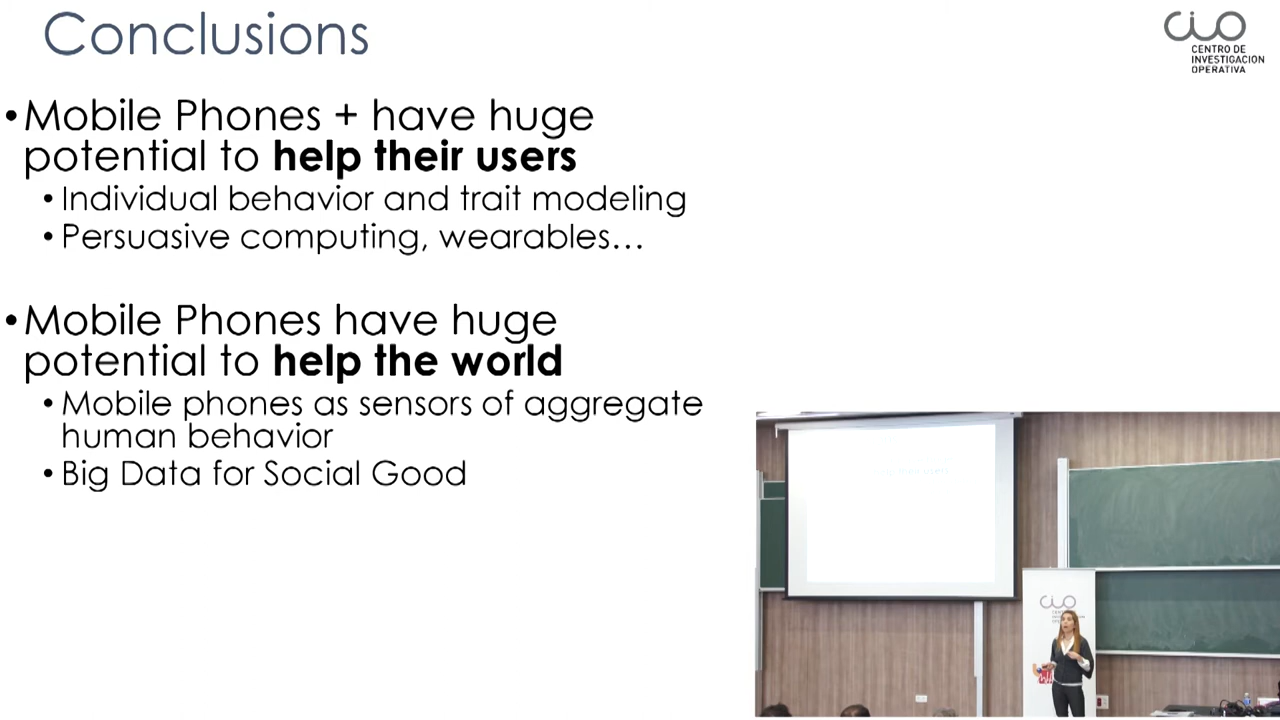 Conclusions
CIO
CENTRO DE
INVESTIGACION
OPERATIVA
•Mobile Phones + have huge
potential to help their users
•Individual behavior and trait modeling
•Persuasive computing, wearables…
•Mobile Phones have huge
potential to help the world
•Mobile phones as sensors of aggregate
human behavior
•Big Data for Social Good
CIO